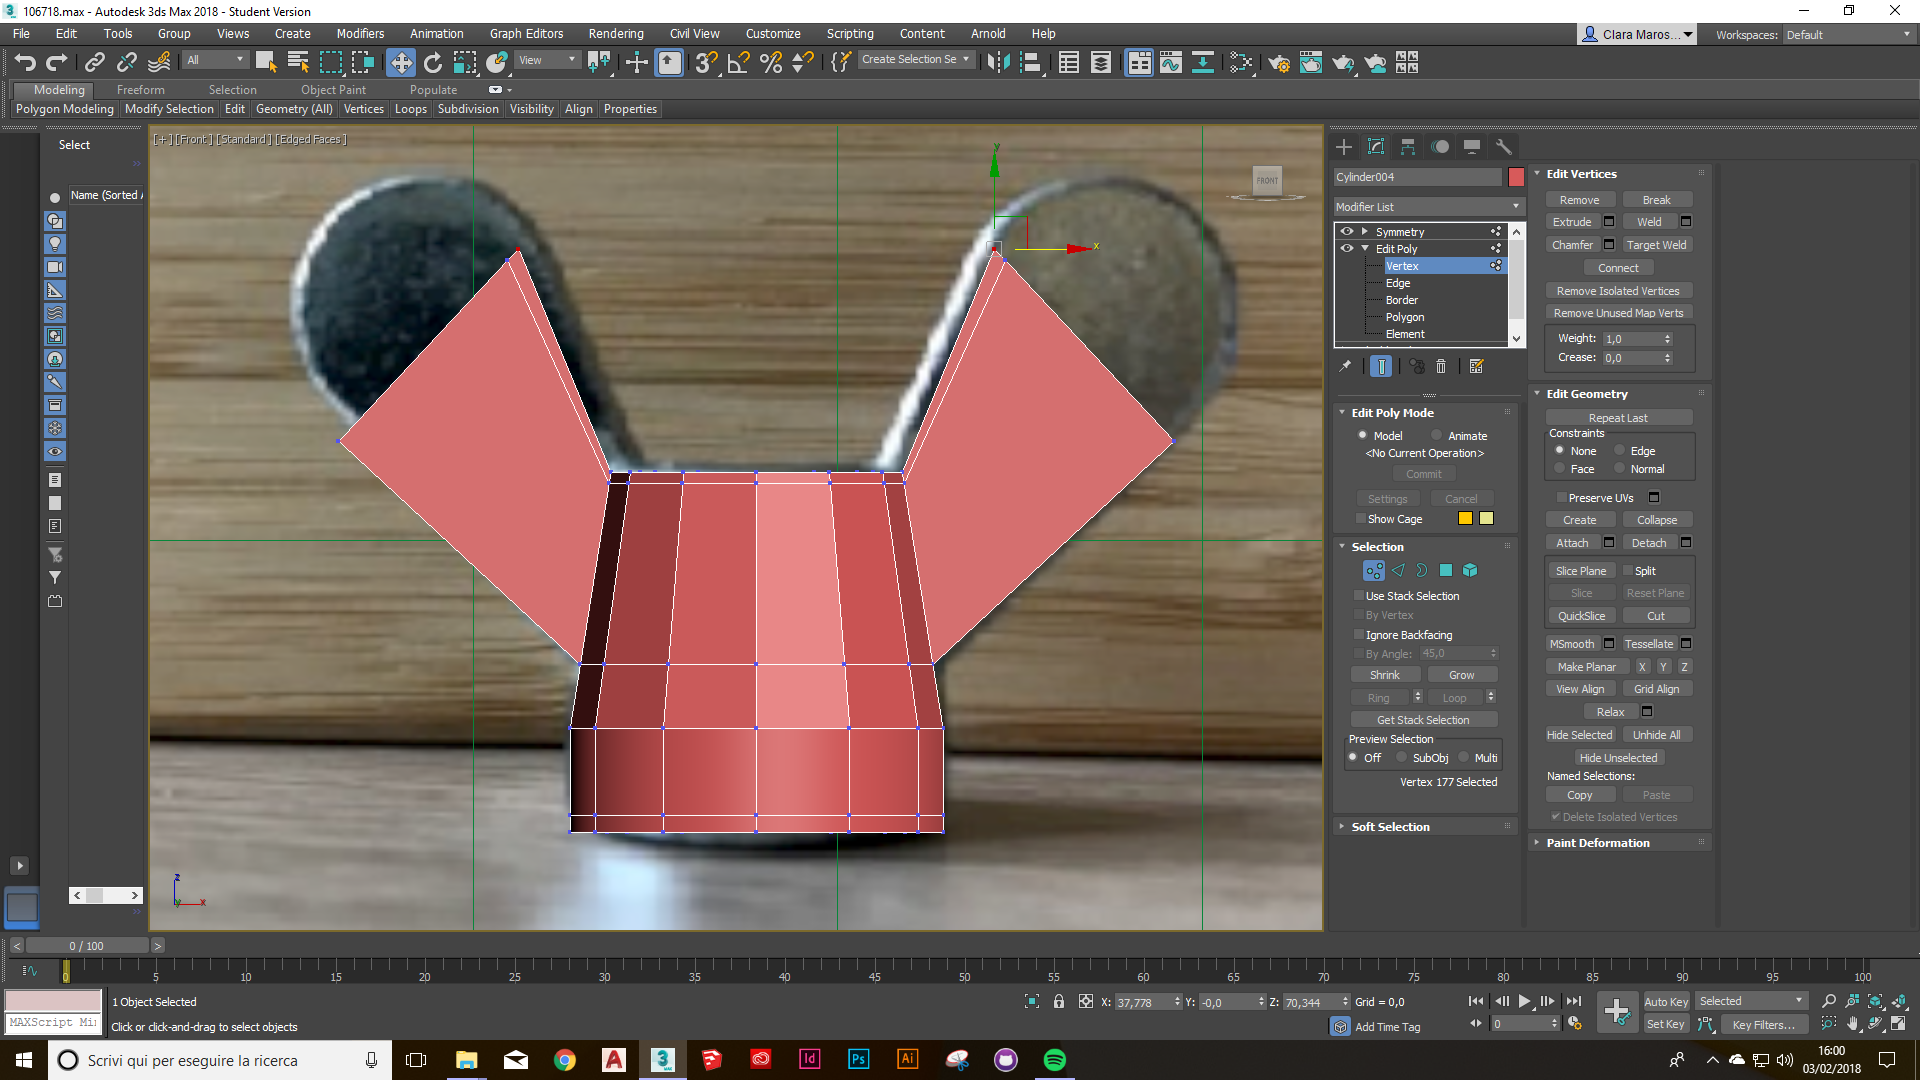 106718.max - Autodesk 3ds Max 2018 - Student Version
File Edit Tools Group Views Create Modifiers Animation Graph Editors Rendering Civil View Customize Scripting Content Arnold Help
Clara Maros... Workspaces: Default
All View Create Selection Se
Modeling Freeform Selection Object Paint Populate
Polygon Modeling Modify Selection Edit Geometry (All) Vertices Loops Subdivision Visibility Align Properties
Select
Name (Sorted A
[+] [Front] [Standard] [Edged Faces]
y
x
FRONT
z
y x
Cylinder004
Modifier List
Symmetry
Edit Poly
Vertex
Edge
Border
Polygon
Element
Edit Poly Mode
Model Animate
<No Current Operation>
Commit
Settings Cancel
Show Cage
Selection
Use Stack Selection
By Vertex
Ignore Backfacing
By Angle: 45,0
Shrink Grow
Ring Loop
Get Stack Selection
Preview Selection
Off SubObj Multi
Vertex 177 Selected
Soft Selection
Edit Vertices
Remove Break
Extrude Weld
Chamfer Target Weld
Connect
Remove Isolated Vertices
Remove Unused Map Verts
Weight: 1,0
Crease: 0,0
Edit Geometry
Repeat Last
Constraints
None Edge
Face Normal
Preserve UVs
Create Collapse
Attach Detach
Slice Plane Split
Slice Reset Plane
QuickSlice Cut
MSmooth Tessellate
Make Planar X Y Z
View Align Grid Align
Relax
Hide Selected Unhide All
Hide Unselected
Named Selections:
Copy Paste
Delete Isolated Vertices
Paint Deformation
< 0 / 100 >
0 5 10 15 20 25 30 35 40 45 50 55 60 65 70 75 80 85 90 95 100
1 Object Selected
X: 37,778 Y: -0,0 Z: 70,344 Grid = 0,0
Auto Key Selected
MAXScript Mi
Click or click-and-drag to select objects
Add Time Tag
0
Set Key Key Filters...
Scrivi qui per eseguire la ricerca
A 3 MAX Id Ps Ai
16:00
03/02/2018